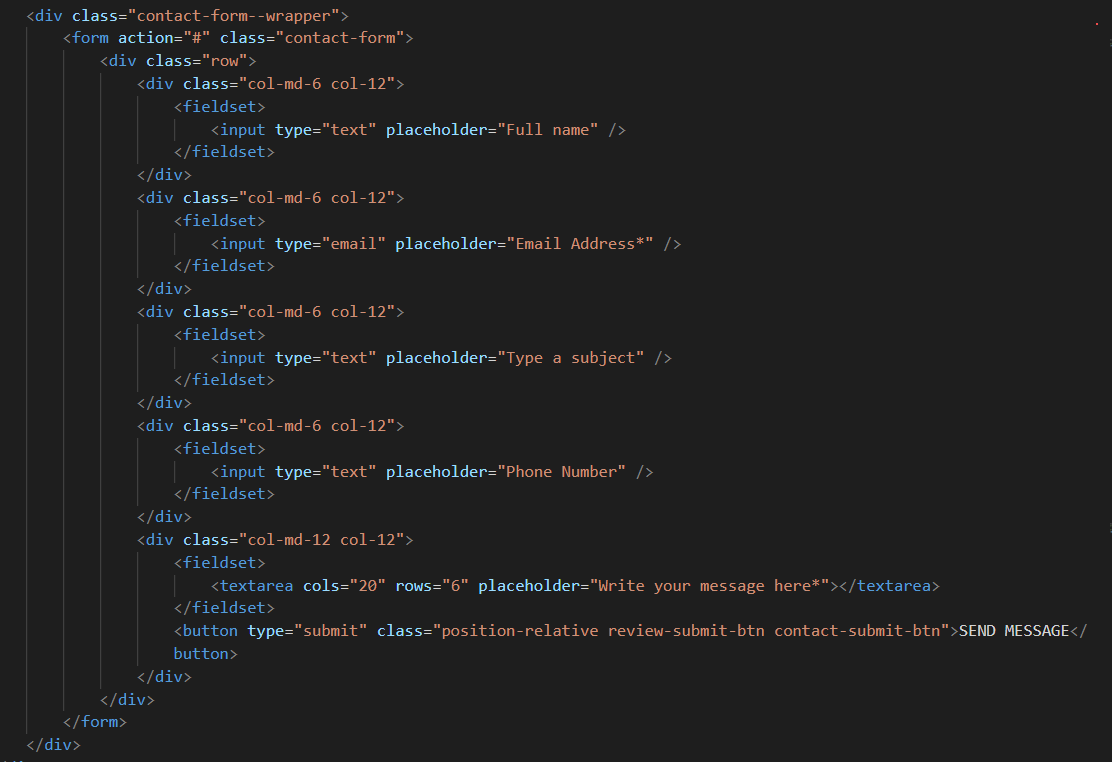 <div class="contact-form--wrapper">
<form action="#" class="contact-form">
<div class="row">
<div class="col-md-6 col-12">
<fieldset>
<input type="text" placeholder="Full name" />
</fieldset>
</div>
<div class="col-md-6 col-12">
<fieldset>
<input type="email" placeholder="Email Address*" />
</fieldset>
</div>
<div class="col-md-6 col-12">
<fieldset>
<input type="text" placeholder="Type a subject" />
</fieldset>
</div>
<div class="col-md-6 col-12">
<fieldset>
<input type="text" placeholder="Phone Number" />
</fieldset>
</div>
<div class="col-md-12 col-12">
<fieldset>
<textarea cols="20" rows="6" placeholder="Write your message here*"></textarea>
</fieldset>
<button type="submit" class="position-relative review-submit-btn contact-submit-btn">SEND MESSAGE</
button>
</div>
</div>
</form>
</div>